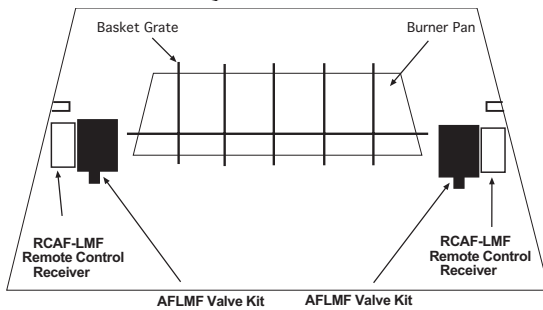 Basket Grate
Burner Pan
RCAF-LMF
Remote Control
Receiver
RCAF-LMF
Remote Control
Receiver
AFLMF Valve Kit
AFLMF Valve Kit